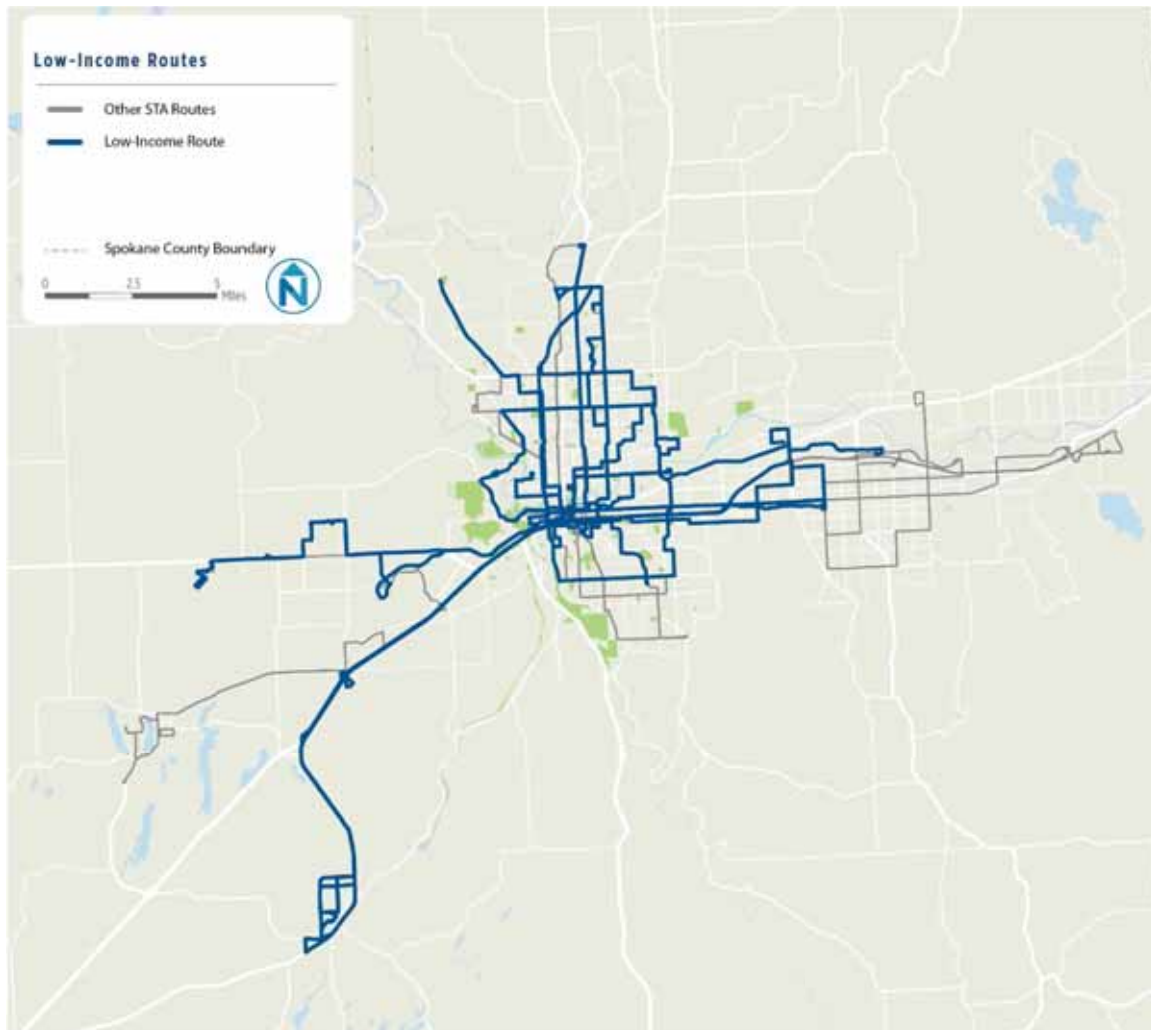 Low-Income Routes
Other STA Routes
Low-Income Route
Spokane County Boundary
0 2.5 5 Miles
N